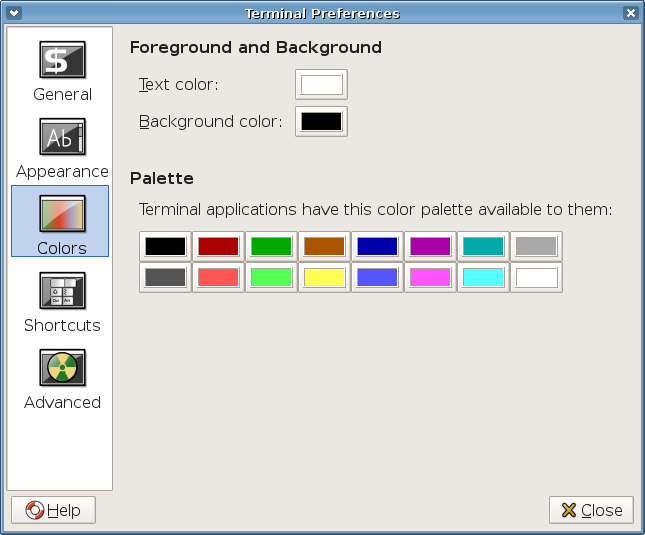 Terminal Preferences
General
Appearance
Colors
Shortcuts
Advanced
Foreground and Background
Text color:
Background color:
Palette
Terminal applications have this color palette available to them:
Help
Close